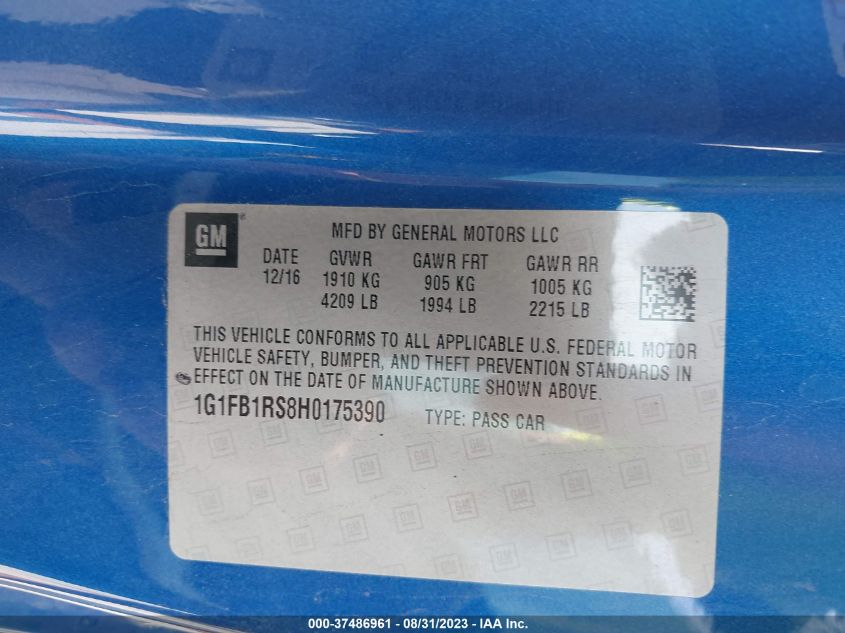 GM
®
MFD BY GENERAL MOTORS LLC
DATE GVWR GAWR FRT GAWR RR
12/16 1910 KG 905 KG 1005 KG
4209 LB 1994 LB 2215 LB
THIS VEHICLE CONFORMS TO ALL APPLICABLE U.S. FEDERAL MOTOR
VEHICLE SAFETY, BUMPER, AND THEFT PREVENTION STANDARDS IN
EFFECT ON THE DATE OF MANUFACTURE SHOWN ABOVE.
1G1FB1RS8H0175390 TYPE: PASS CAR
000-37486961 - 08/31/2023 - IAA Inc.